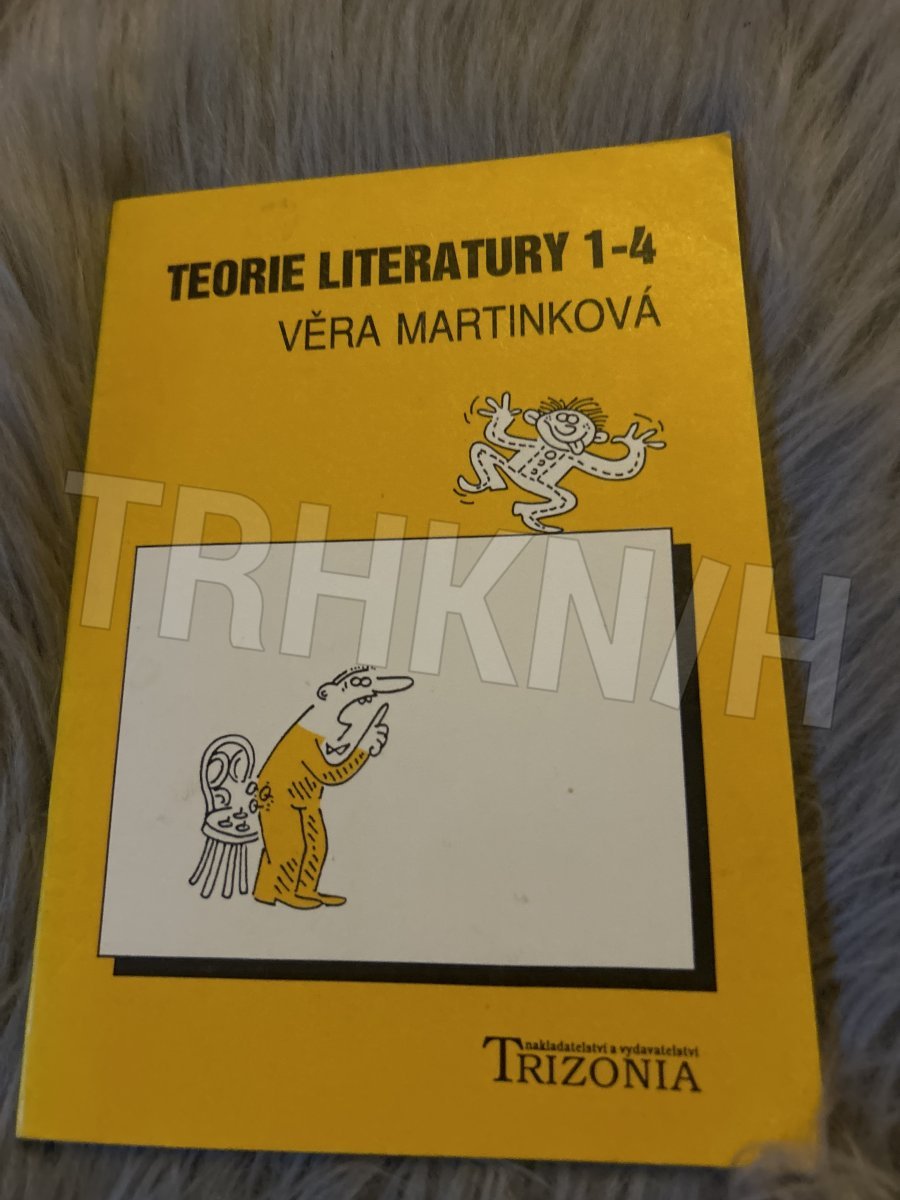 TEORIE LITERATURY 1-4
VĚRA MARTINKOVÁ
TRHKNIH
nakladatelství a vydavatelství
TRIZONIA